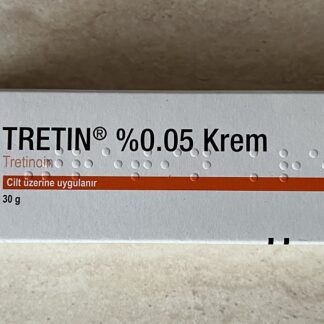 TRETIN® %0.05 Krem
Tretinoin
Cilt üzerine uygulanır
30 g